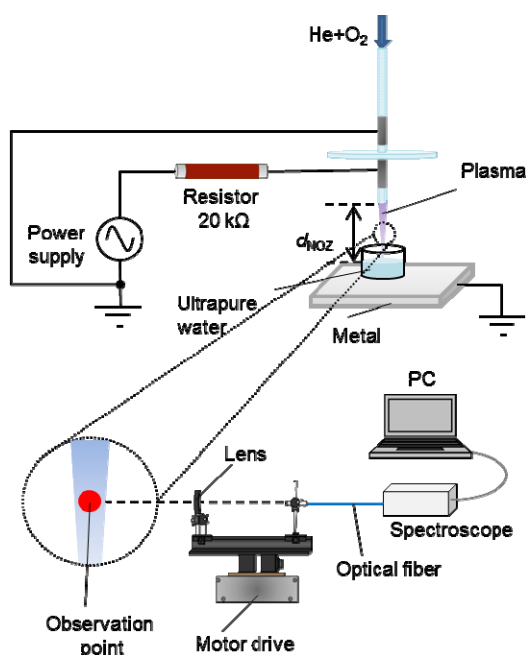 He+O₂
Plasma
Resistor
20 kΩ
Power
supply
d_NOZ
Ultrapure
water
Metal
PC
Lens
Spectroscope
Optical fiber
Observation
point
Motor drive